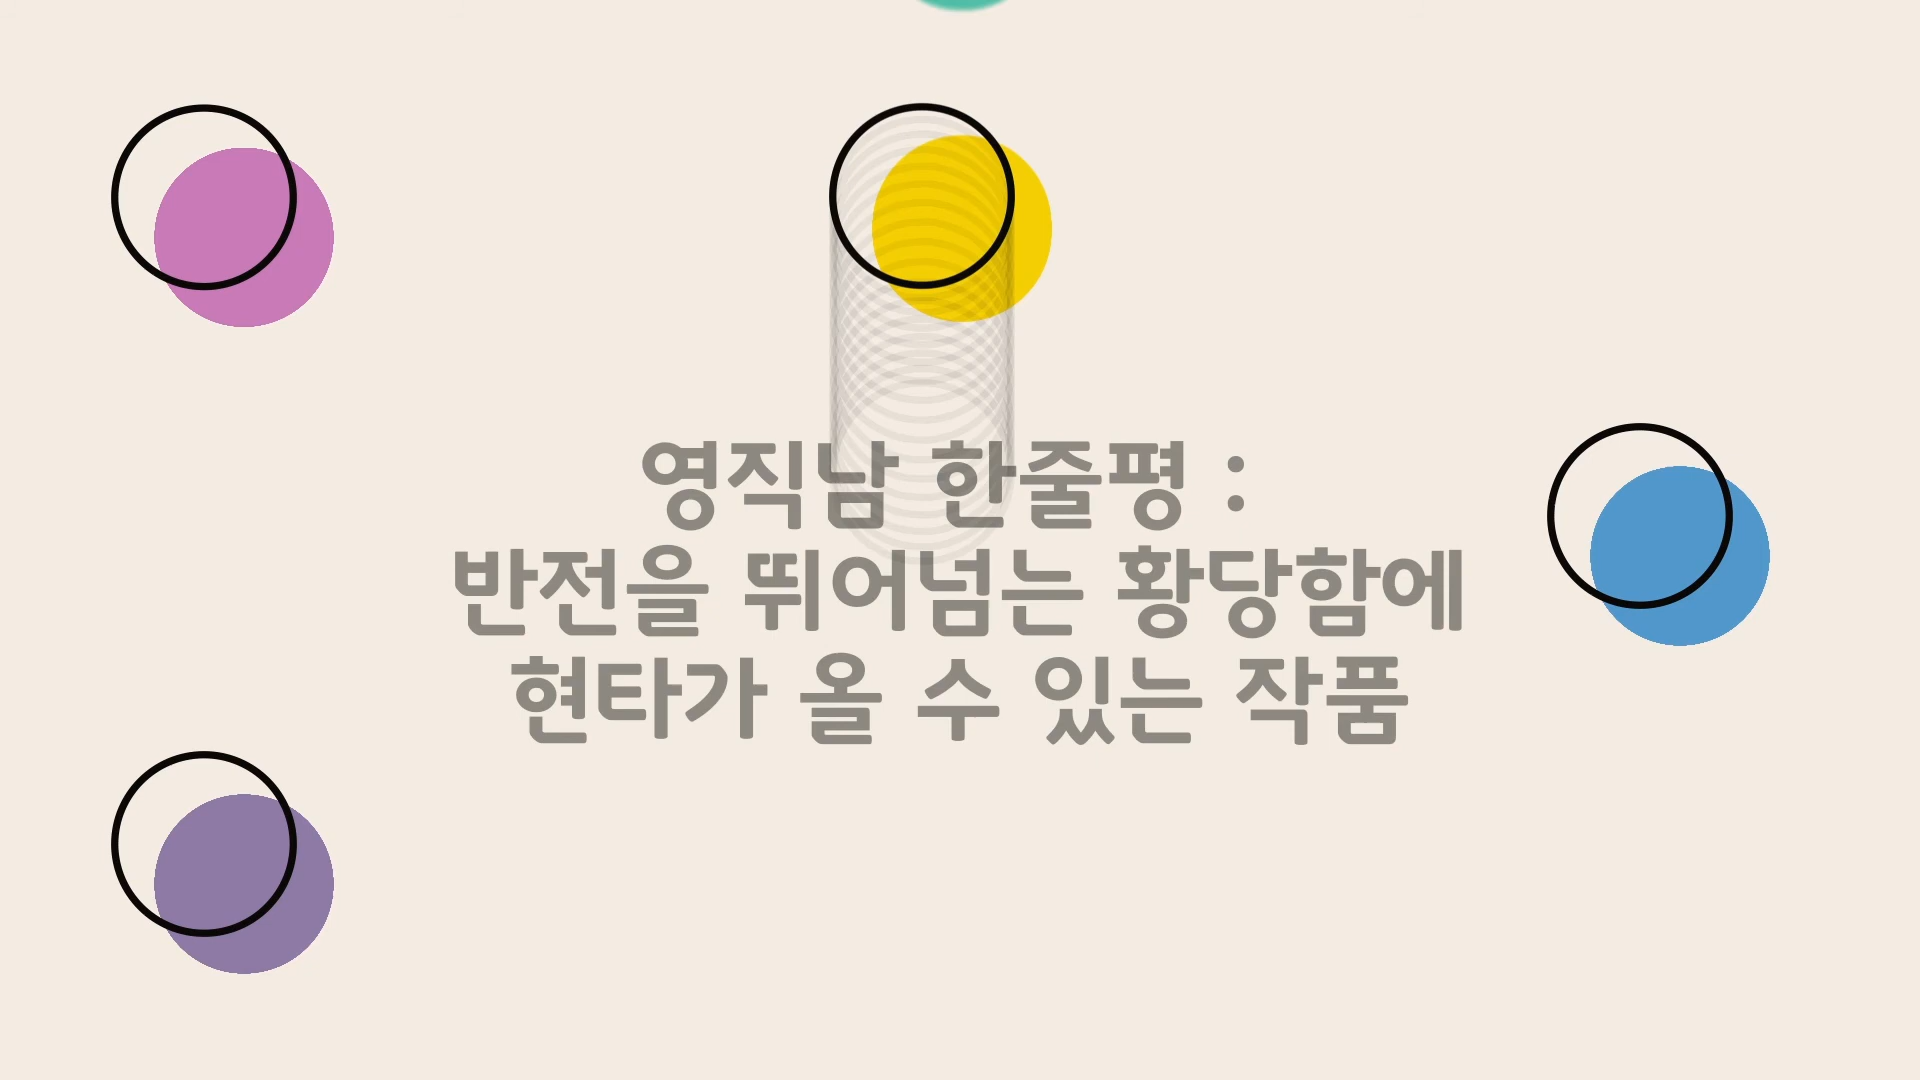 영직남 한줄평 :
반전을 뛰어넘는 황당함에
현타가 올 수 있는 작품